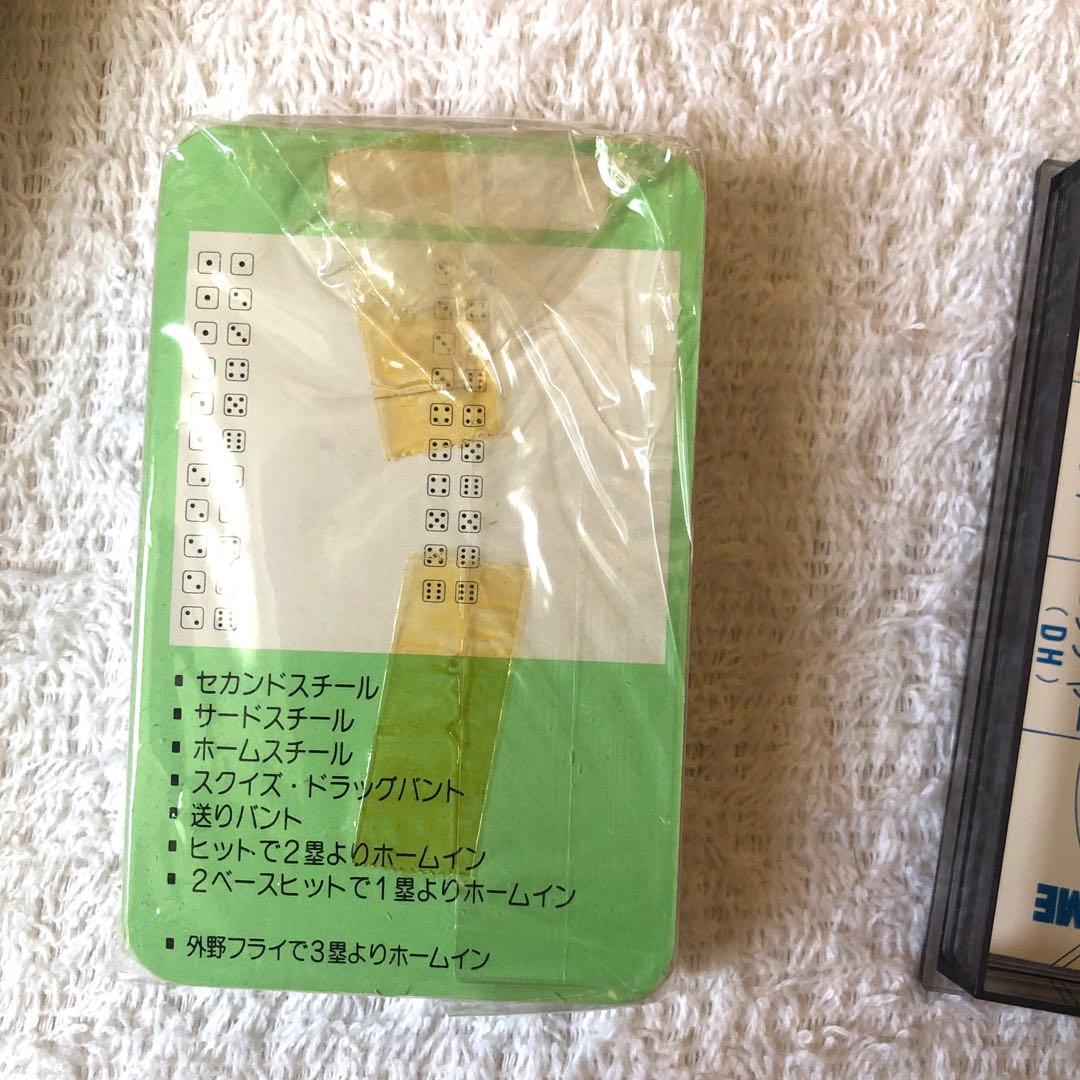 ▪ セカンドスチール
▪ サードスチール
▪ ホームスチール
▪ スクイズ・ドラッグバント
▪ 送りバント
▪ ヒットで2塁よりホームイン
▪ 2ベースヒットで1塁よりホームイン
▪ 外野フライで3塁よりホームイン
(DH)